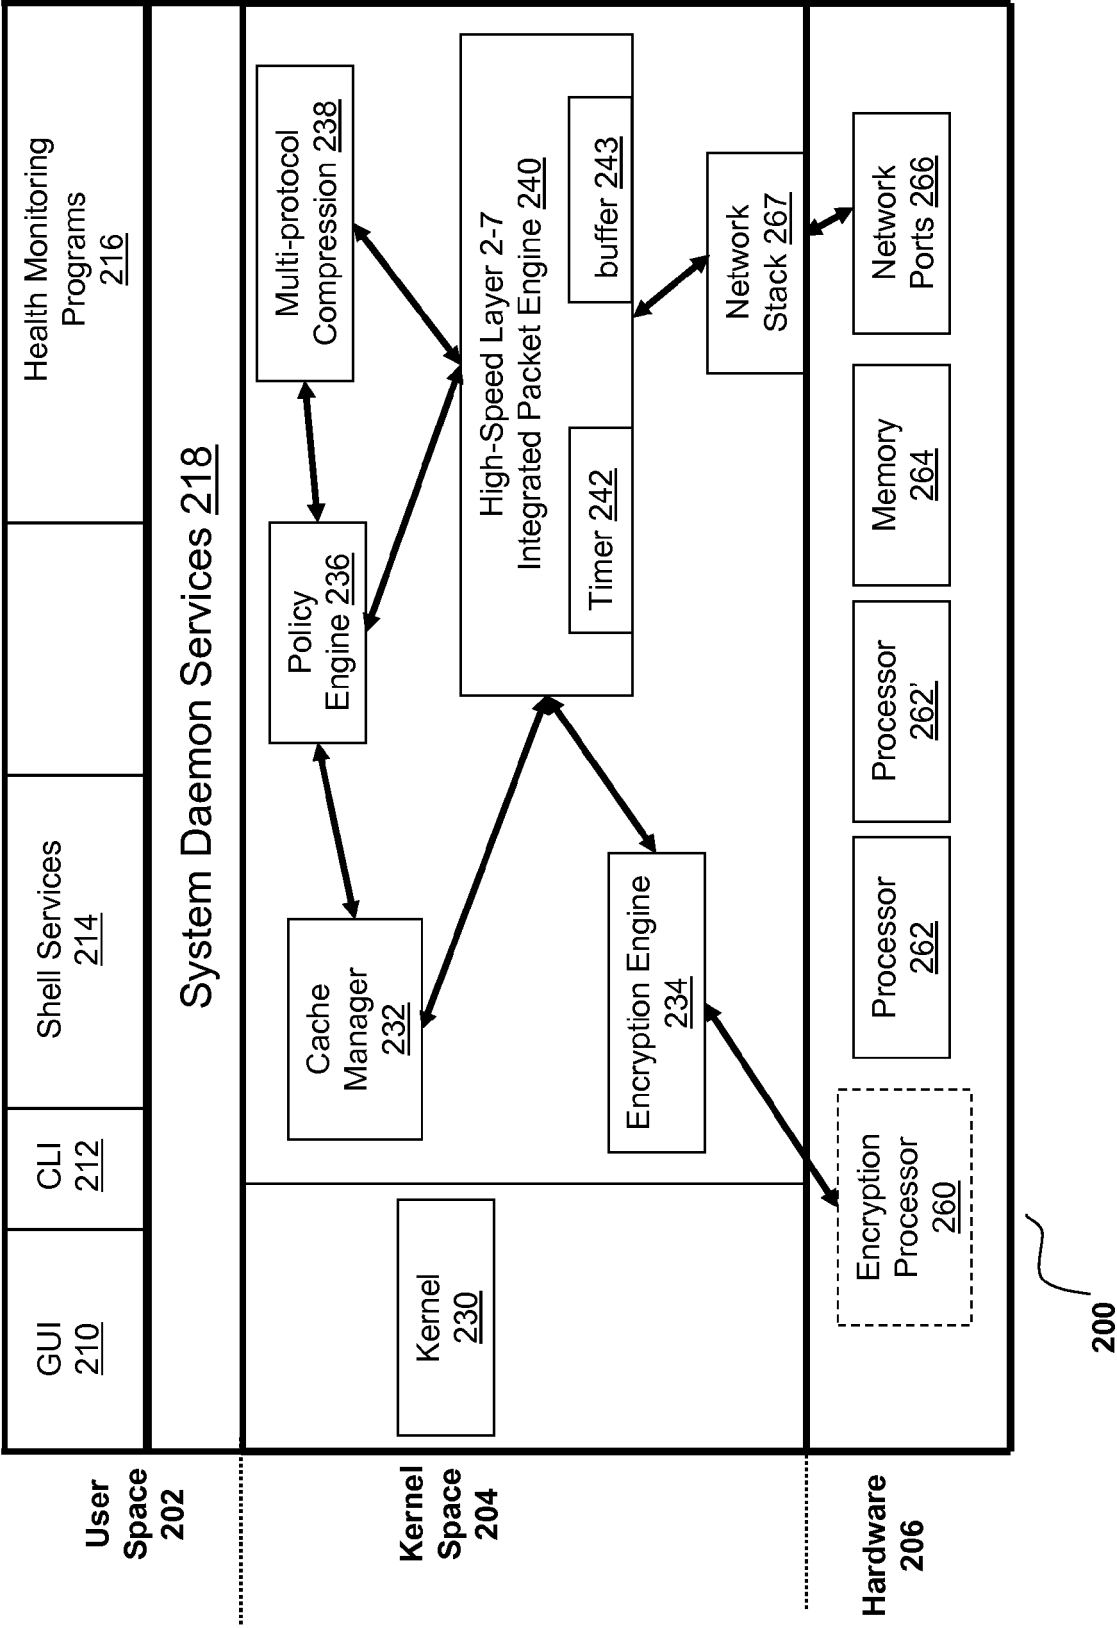 User
Space
202
GUI
210
CLI
212
Shell Services
214
Health Monitoring
Programs
216
System Daemon Services 218
Kernel
Space
204
Kernel
230
Cache
Manager
232
Policy
Engine 236
Multi-protocol
Compression 238
High-Speed Layer 2-7
Integrated Packet Engine 240
Timer 242
buffer 243
Encryption Engine
234
Network
Stack 267
Hardware
206
Encryption
Processor
260
Processor
262
Processor
262'
Memory
264
Network
Ports 266
200